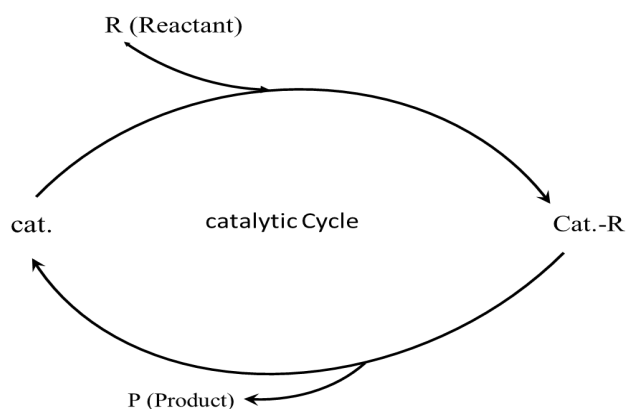 R (Reactant)
cat.
catalytic Cycle
Cat.-R
P (Product)